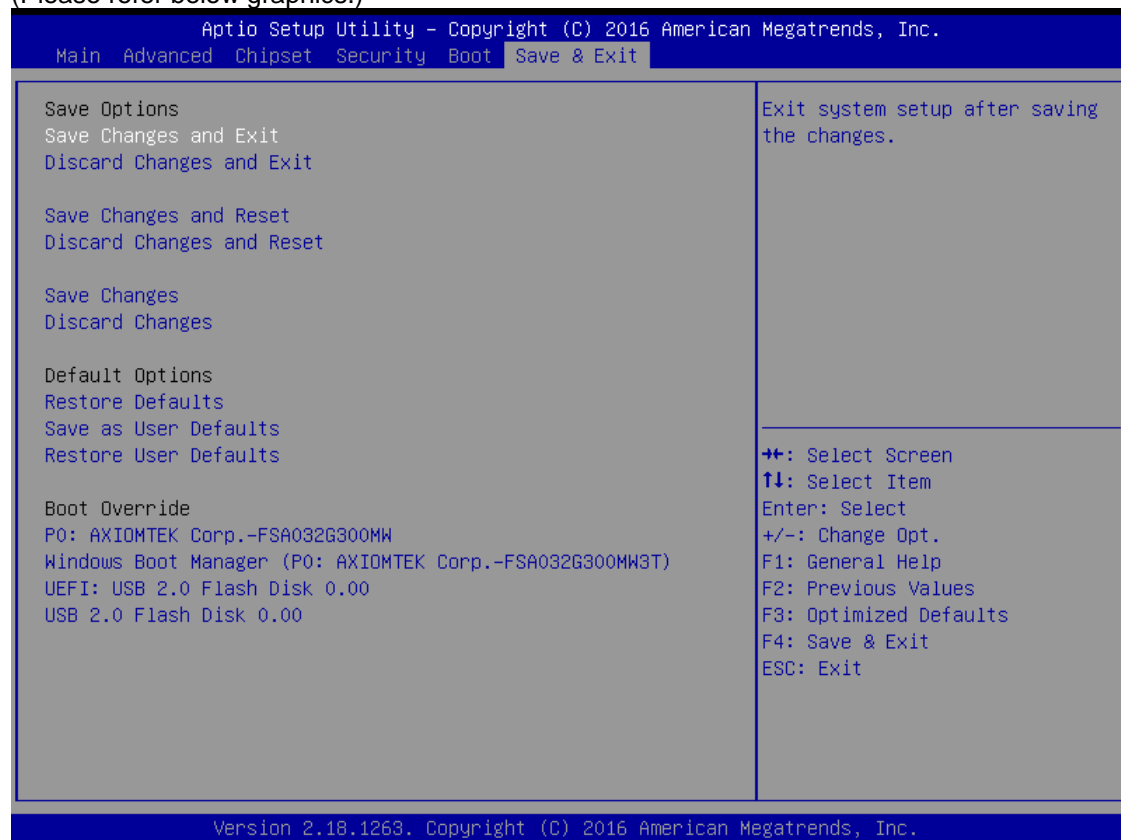 (Please refer below graphics.)
Aptio Setup Utility – Copyright (C) 2016 American Megatrends, Inc.
Main Advanced Chipset Security Boot Save & Exit
Save Options
Save Changes and Exit
Discard Changes and Exit
Save Changes and Reset
Discard Changes and Reset
Save Changes
Discard Changes
Default Options
Restore Defaults
Save as User Defaults
Restore User Defaults
Boot Override
P0: AXIOMTEK Corp.-FSA032G300MW
Windows Boot Manager (P0: AXIOMTEK Corp.-FSA032G300MW3T)
UEFI: USB 2.0 Flash Disk 0.00
USB 2.0 Flash Disk 0.00
Exit system setup after saving
the changes.
→←: Select Screen
↑↓: Select Item
Enter: Select
+/-: Change Opt.
F1: General Help
F2: Previous Values
F3: Optimized Defaults
F4: Save & Exit
ESC: Exit
Version 2.18.1263. Copyright (C) 2016 American Megatrends, Inc.